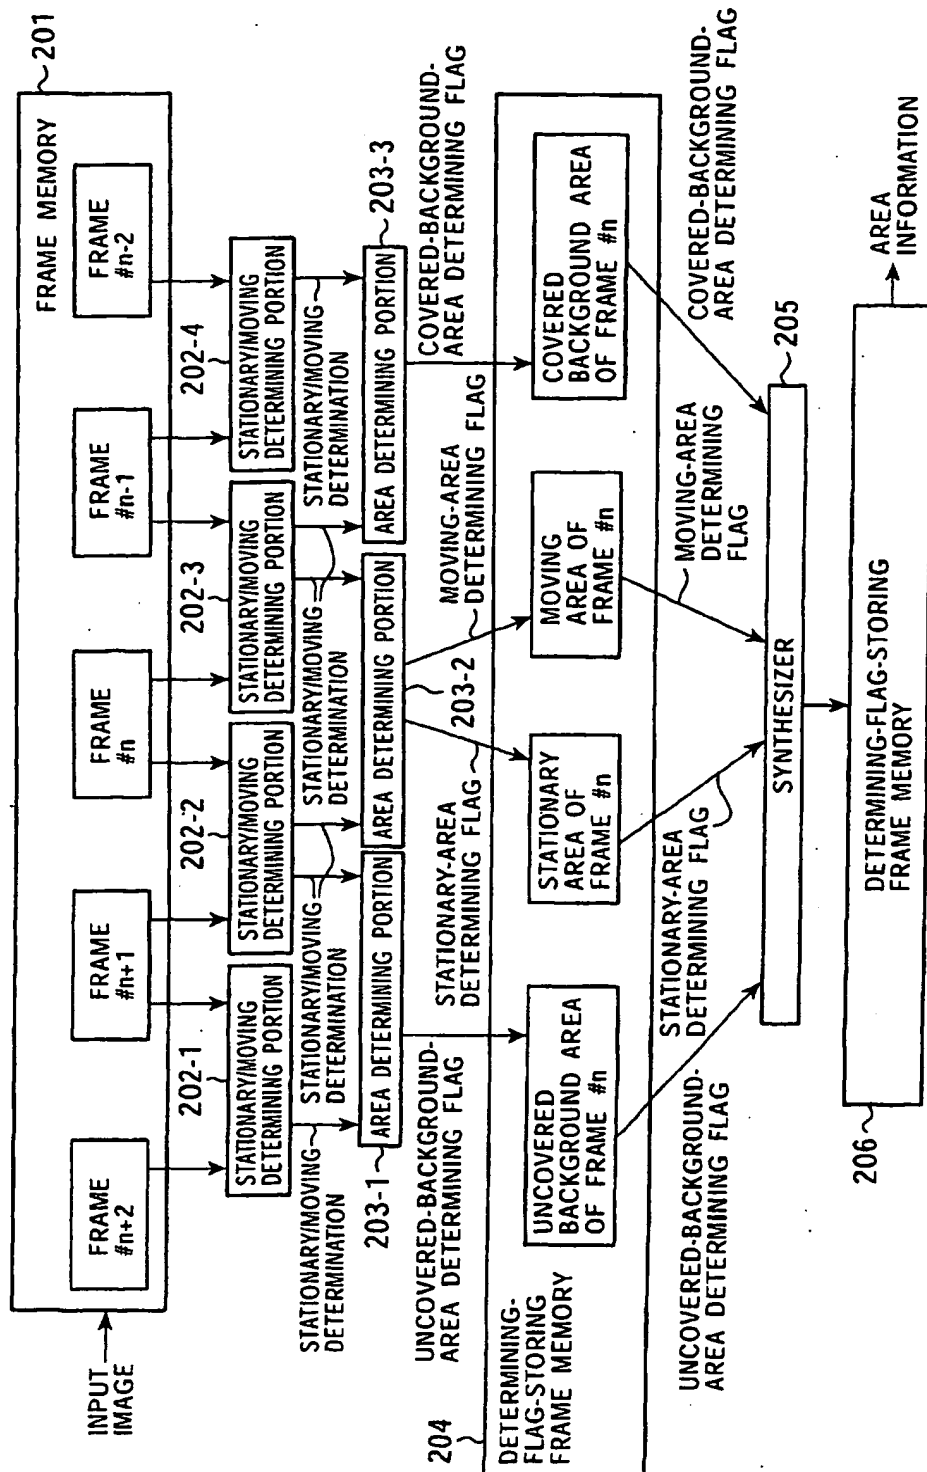 INPUT
IMAGE
201
FRAME MEMORY
FRAME
#n+2
FRAME
#n+1
FRAME
#n
FRAME
#n-1
FRAME
#n-2
202-1
202-2
202-3
202-4
STATIONARY/MOVING
DETERMINING PORTION
STATIONARY/MOVING
DETERMINING PORTION
STATIONARY/MOVING
DETERMINING PORTION
STATIONARY/MOVING
DETERMINING PORTION
STATIONARY/MOVING
DETERMINATION
STATIONARY/MOVING
DETERMINATION
STATIONARY/MOVING
DETERMINATION
STATIONARY/MOVING
DETERMINATION
203-1
AREA DETERMINING PORTION
AREA DETERMINING PORTION
AREA DETERMINING PORTION
203-3
203-2
UNCOVERED-BACKGROUND-
AREA DETERMINING FLAG
STATIONARY-AREA
DETERMINING FLAG
MOVING-AREA
DETERMINING FLAG
COVERED-BACKGROUND-
AREA DETERMINING FLAG
204
DETERMINING-
FLAG-STORING
FRAME MEMORY
UNCOVERED
BACKGROUND AREA
OF FRAME #n
STATIONARY
AREA OF
FRAME #n
MOVING
AREA OF
FRAME #n
COVERED
BACKGROUND AREA
OF FRAME #n
UNCOVERED-BACKGROUND-
AREA DETERMINING FLAG
STATIONARY-AREA
DETERMINING FLAG
MOVING-AREA
DETERMINING
FLAG
COVERED-BACKGROUND-
AREA DETERMINING FLAG
SYNTHESIZER
205
206
DETERMINING-FLAG-STORING
FRAME MEMORY
AREA
INFORMATION